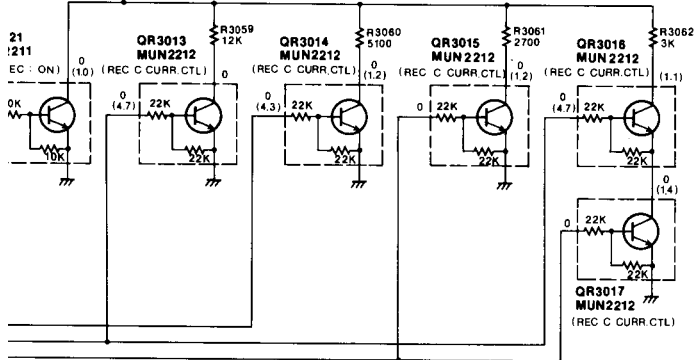 21
2211
EC : ON)
0
(1.0)
0K
10K
QR3013
MUN2212
(REC C CURR.CTL)
R3059
12K
0
0
(4.7)
22K
22K
QR3014
MUN2212
(REC C CURR.CTL)
R3060
5100
0
(1.2)
0
(4.3)
22K
22K
QR3015
MUN2212
(REC C CURR.CTL)
R3061
2700
0
(1.2)
0
22K
22K
QR3016
MUN2212
(REC C CURR.CTL)
R3062
3K
(1.1)
0
(4.7)
22K
22K
0
(1.4)
0
22K
22K
QR3017
MUN2212
(REC C CURR.CTL)